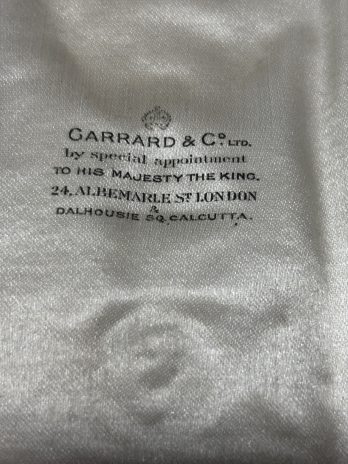 GARRARD & Cº. LTD.
by special appointment
TO HIS MAJESTY THE KING.
24, ALBEMARLE ST LONDON
&
DALHOUSIE SQ. CALCUTTA.